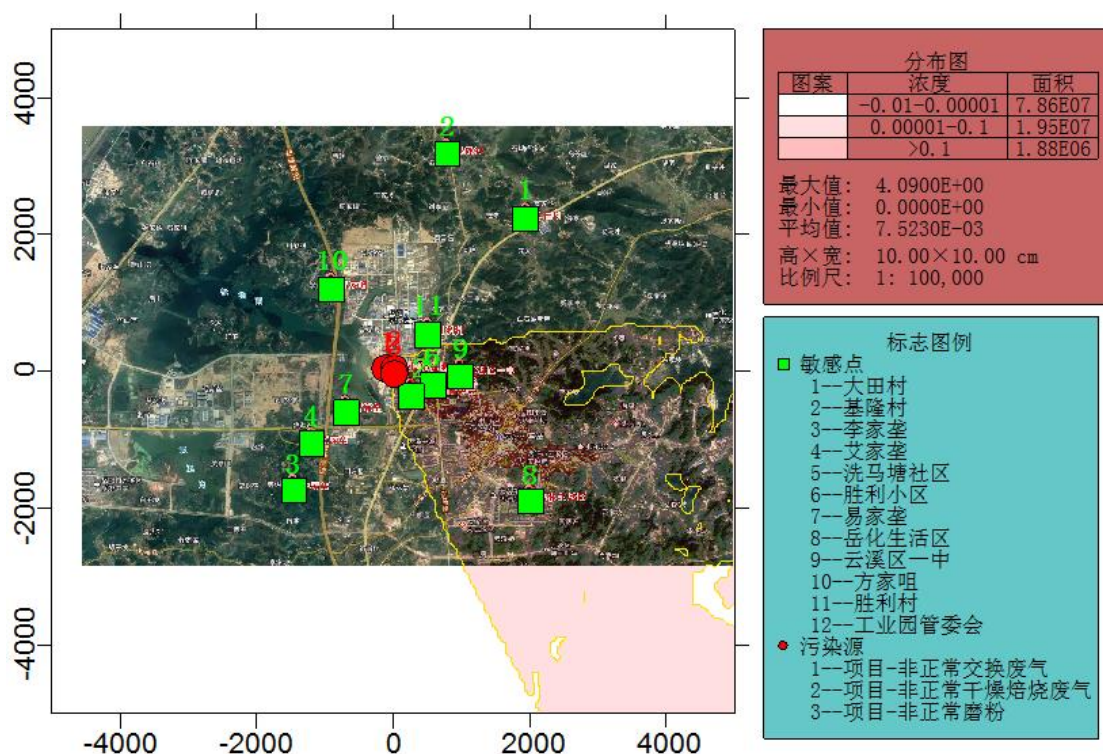 4000
2000
0
-2000
-4000
-4000
-2000
0
2000
4000
2
1
10
11
9
7
4
3
8
分布图
图案 浓度 面积
-0.01-0.00001 7.86E07
0.00001-0.1 1.95E07
>0.1 1.88E06
最大值: 4.0900E+00
最小值: 0.0000E+00
平均值: 7.5230E-03
高×宽: 10.00×10.00 cm
比例尺: 1: 100,000
标志图例
敏感点
1--大田村
2--基隆村
3--李家垄
4--艾家垄
5--洗马塘社区
6--胜利小区
7--易家垄
8--岳化生活区
9--云溪区一中
10--方家咀
11--胜利村
12--工业园管委会
污染源
1--项目-非正常交换废气
2--项目-非正常干燥焙烧废气
3--项目-非正常磨粉